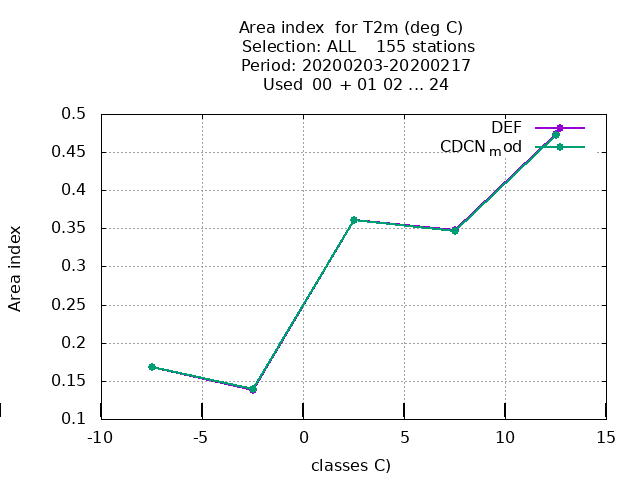 Area index  for T2m (deg C)
Selection: ALL    155 stations
Period: 20200203-20200217
Used  00 + 01 02 ... 24
DEF
CDCN_mod
0.5
0.45
0.4
0.35
0.3
0.25
0.2
0.15
0.1
Area index
-10 -5 0 5 10 15
classes C)